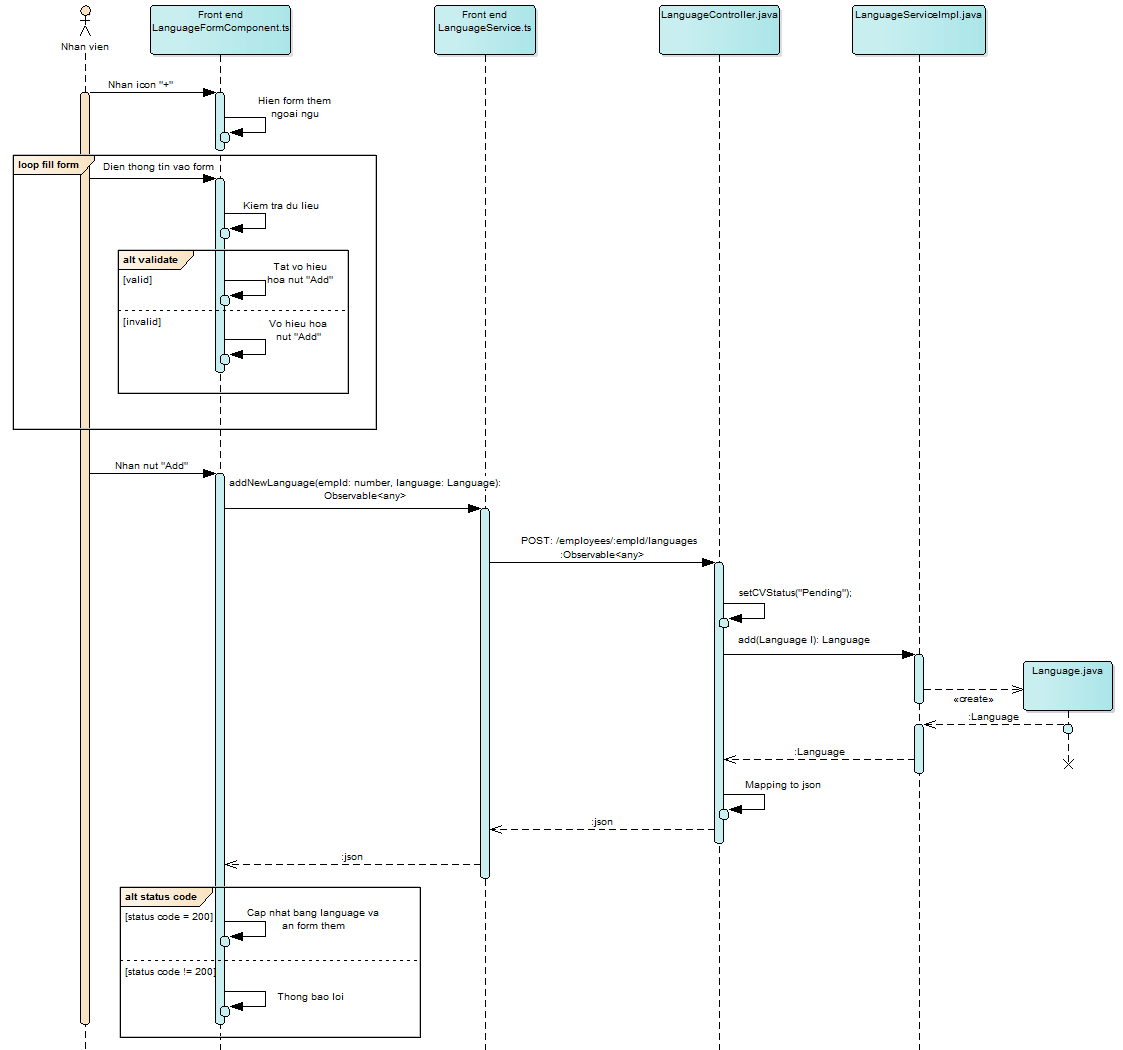 Front end
LanguageFormComponent.ts
Front end
LanguageService.ts
LanguageController.java
LanguageServiceImpl.java
Nhan vien
Nhan icon "+"
Hien form them
ngoai ngu
loop fill form
Dien thong tin vao form
Kiem tra du lieu
alt validate
[valid]
Tat vo hieu
hoa nut "Add"
[invalid]
Vo hieu hoa
nut "Add"
Nhan nut "Add"
addNewLanguage(empId: number, language: Language):
Observable<any>
POST: /employees/:empId/languages
:Observable<any>
setCVStatus("Pending");
add(Language l): Language
Language.java
«create»
:Language
:Language
Mapping to json
:json
:json
alt status code
[status code = 200]
Cap nhat bang language va
an form them
[status code != 200]
Thong bao loi